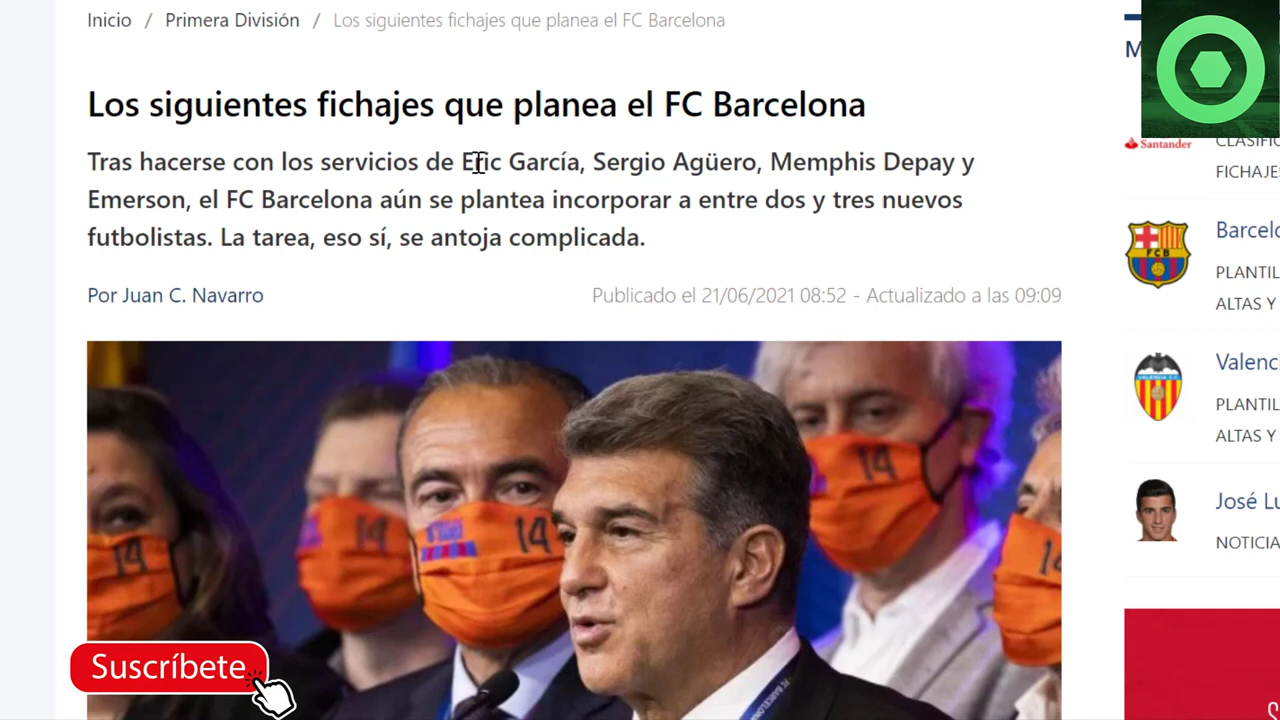 Inicio / Primera División / Los siguientes fichajes que planea el FC Barcelona
Los siguientes fichajes que planea el FC Barcelona
Tras hacerse con los servicios de Eric García, Sergio Agüero, Memphis Depay y
Emerson, el FC Barcelona aún se plantea incorporar a entre dos y tres nuevos
futbolistas. La tarea, eso sí, se antoja complicada.
Por Juan C. Navarro
Publicado el 21/06/2021 08:52 - Actualizado a las 09:09
14
14
14
14
14
Suscríbete
M
Santander
CLASIFIC
FICHAJES
FCB
Barcelo
PLANTIL
ALTAS Y
Valenc
PLANTIL
ALTAS Y
José Lu
NOTICIA